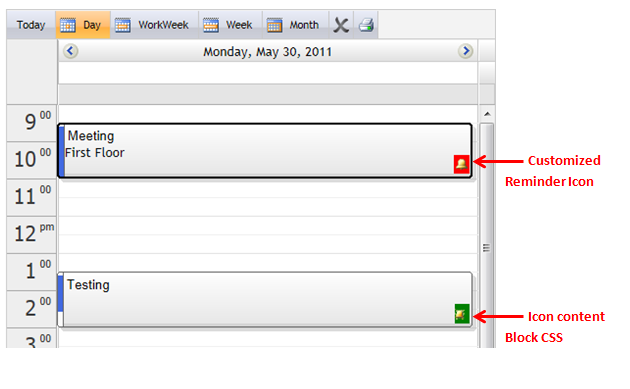 Today Day WorkWeek Week Month
Monday, May 30, 2011
9 00
Meeting
First Floor
10 00
Customized
Reminder Icon
11 00
12 pm
1 00
Testing
2 00
Icon content
Block CSS
3 00